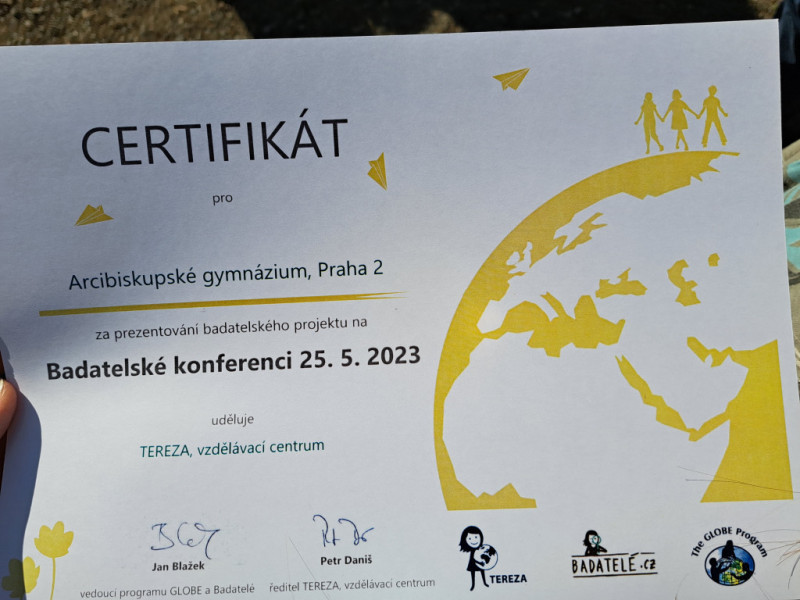 CERTIFIKÁT
pro
Arcibiskupské gymnázium, Praha 2
za prezentování badatelského projektu na
Badatelské konferenci 25. 5. 2023
uděluje
TEREZA, vzdělávací centrum
Jan Blažek
vedoucí programu GLOBE a Badatelé
Petr Daniš
ředitel TEREZA, vzdělávací centrum
TEREZA
BADATELÉ.CZ
The GLOBE Program